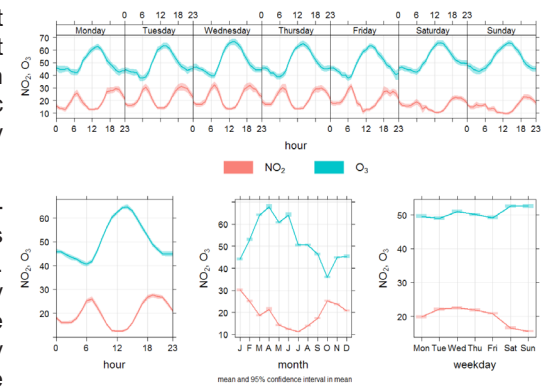 0 6 12 18 23 0 6 12 18 23 0 6 12 18 23
Monday Tuesday Wednesday Thursday Friday Saturday Sunday
70
60
50
40
30
20
10
NO2, O3
0 6 12 18 23 0 6 12 18 23 0 6 12 18 23 0 6 12 18 23
hour
NO2 O3
60
50
40
30
20
NO2, O3
0 6 12 18 23
hour
70
60
50
40
30
20
10
NO2, O3
J F M A M J J A S O N D
month
50
40
30
20
NO2, O3
Mon Tue Wed Thu Fri Sat Sun
weekday
mean and 95% confidence interval in mean